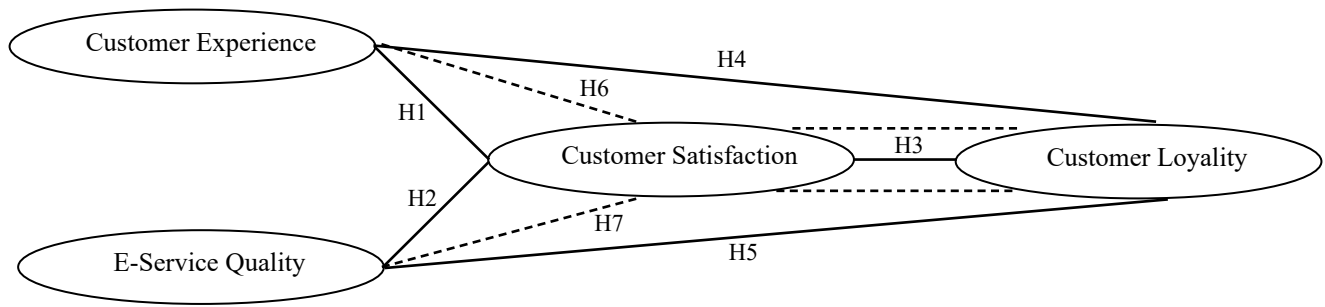 Customer Experience
H4
H6
H1
H3
Customer Satisfaction
Customer Loyality
H2
H7
H5
E-Service Quality